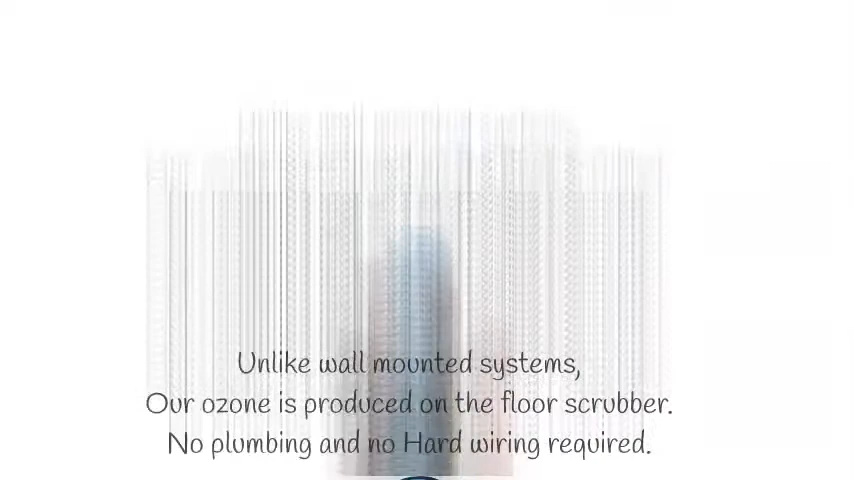 Unlike wall mounted systems,
Our ozone is produced on the floor scrubber.
No plumbing and no Hard wiring required.